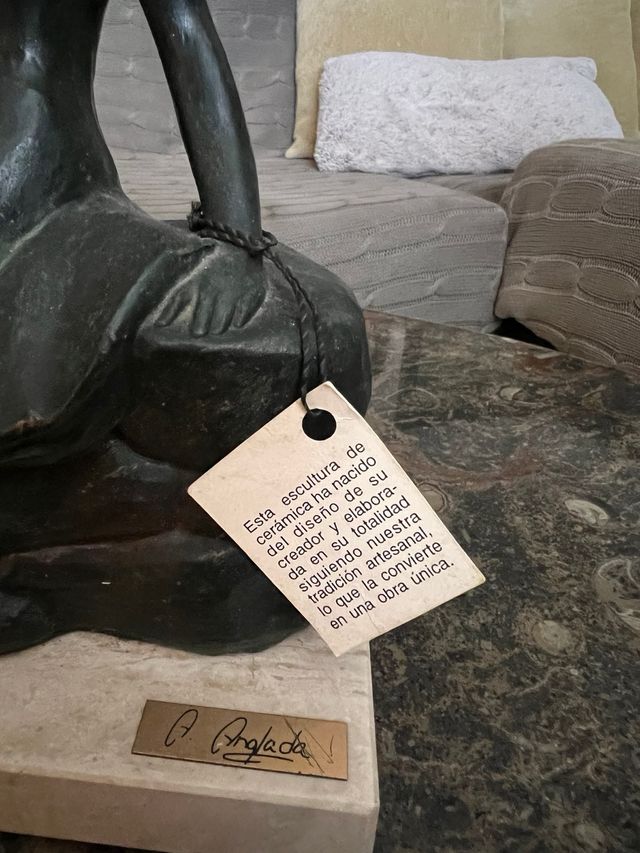 Esta escultura de
cerámica ha nacido
del diseño de su
creador y elabora-
da en su totalidad
siguiendo nuestra
tradición artesanal,
lo que la convierte
en una obra única.
A. Anglada